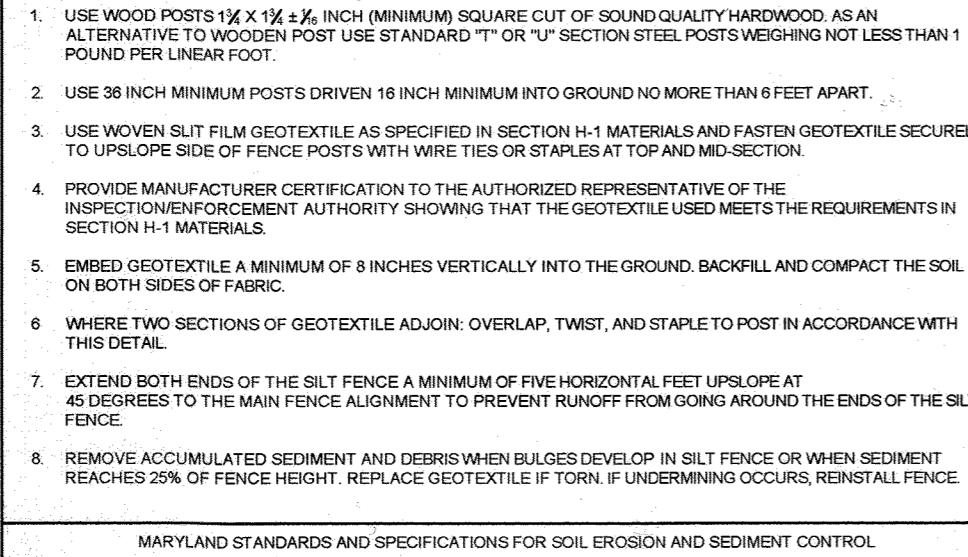 1. USE WOOD POSTS 1¾ X 1¾ ± 1⁄16 INCH (MINIMUM) SQUARE CUT OF SOUND QUALITY HARDWOOD. AS AN
ALTERNATIVE TO WOODEN POST USE STANDARD "T" OR "U" SECTION STEEL POSTS WEIGHING NOT LESS THAN 1
POUND PER LINEAR FOOT.
2. USE 36 INCH MINIMUM POSTS DRIVEN 16 INCH MINIMUM INTO GROUND NO MORE THAN 6 FEET APART.
3. USE WOVEN SLIT FILM GEOTEXTILE AS SPECIFIED IN SECTION H-1 MATERIALS AND FASTEN GEOTEXTILE SECUREL
TO UPSLOPE SIDE OF FENCE POSTS WITH WIRE TIES OR STAPLES AT TOP AND MID-SECTION.
4. PROVIDE MANUFACTURER CERTIFICATION TO THE AUTHORIZED REPRESENTATIVE OF THE
INSPECTION/ENFORCEMENT AUTHORITY SHOWING THAT THE GEOTEXTILE USED MEETS THE REQUIREMENTS IN
SECTION H-1 MATERIALS.
5. EMBED GEOTEXTILE A MINIMUM OF 8 INCHES VERTICALLY INTO THE GROUND. BACKFILL AND COMPACT THE SOIL
ON BOTH SIDES OF FABRIC.
6 WHERE TWO SECTIONS OF GEOTEXTILE ADJOIN: OVERLAP, TWIST, AND STAPLE TO POST IN ACCORDANCE WITH
THIS DETAIL.
7. EXTEND BOTH ENDS OF THE SILT FENCE A MINIMUM OF FIVE HORIZONTAL FEET UPSLOPE AT
45 DEGREES TO THE MAIN FENCE ALIGNMENT TO PREVENT RUNOFF FROM GOING AROUND THE ENDS OF THE SIL
FENCE.
8. REMOVE ACCUMULATED SEDIMENT AND DEBRIS WHEN BULGES DEVELOP IN SILT FENCE OR WHEN SEDIMENT
REACHES 25% OF FENCE HEIGHT. REPLACE GEOTEXTILE IF TORN. IF UNDERMINING OCCURS, REINSTALL FENCE.
MARYLAND STANDARDS AND SPECIFICATIONS FOR SOIL EROSION AND SEDIMENT CONTROL